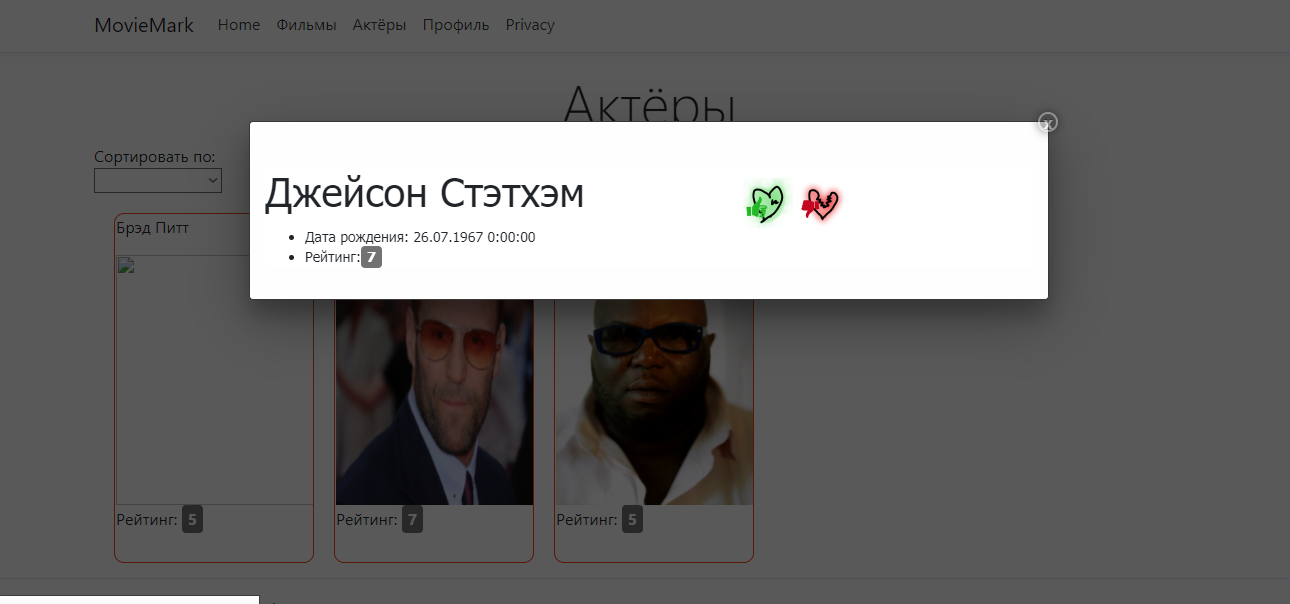 MovieMark Home Фильмы Актёры Профиль Privacy
Актёры
x
Сортировать по:
Джейсон Стэтхэм
Дата рождения: 26.07.1967 0:00:00
Рейтинг: 7
Брэд Питт
Рейтинг: 5
Рейтинг: 7
Рейтинг: 5